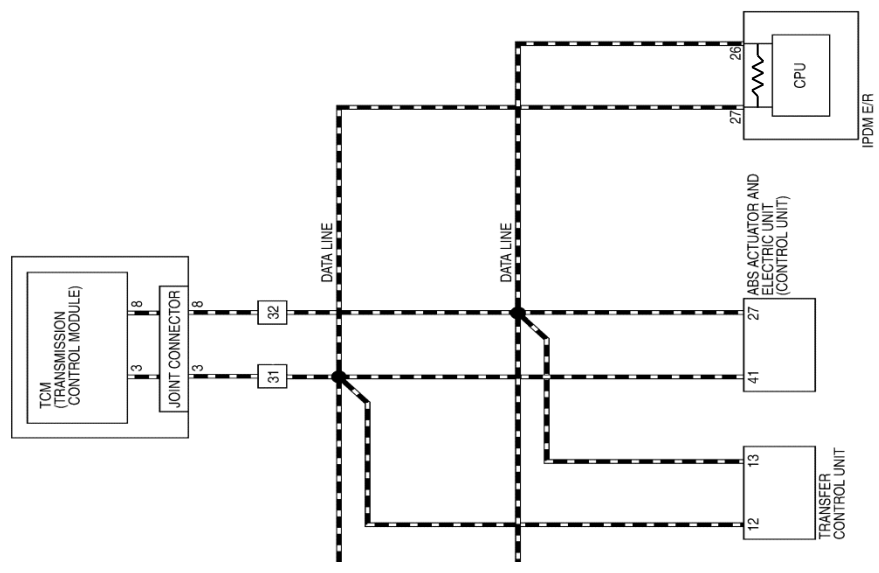 TCM
(TRANSMISSION
CONTROL MODULE)
8
3
JOINT CONNECTOR
8
3
32
31
DATA LINE
DATA LINE
26
27
CPU
IPDM E/R
ABS ACTUATOR AND
ELECTRIC UNIT
(CONTROL UNIT)
27
41
13
12
TRANSFER
CONTROL UNIT